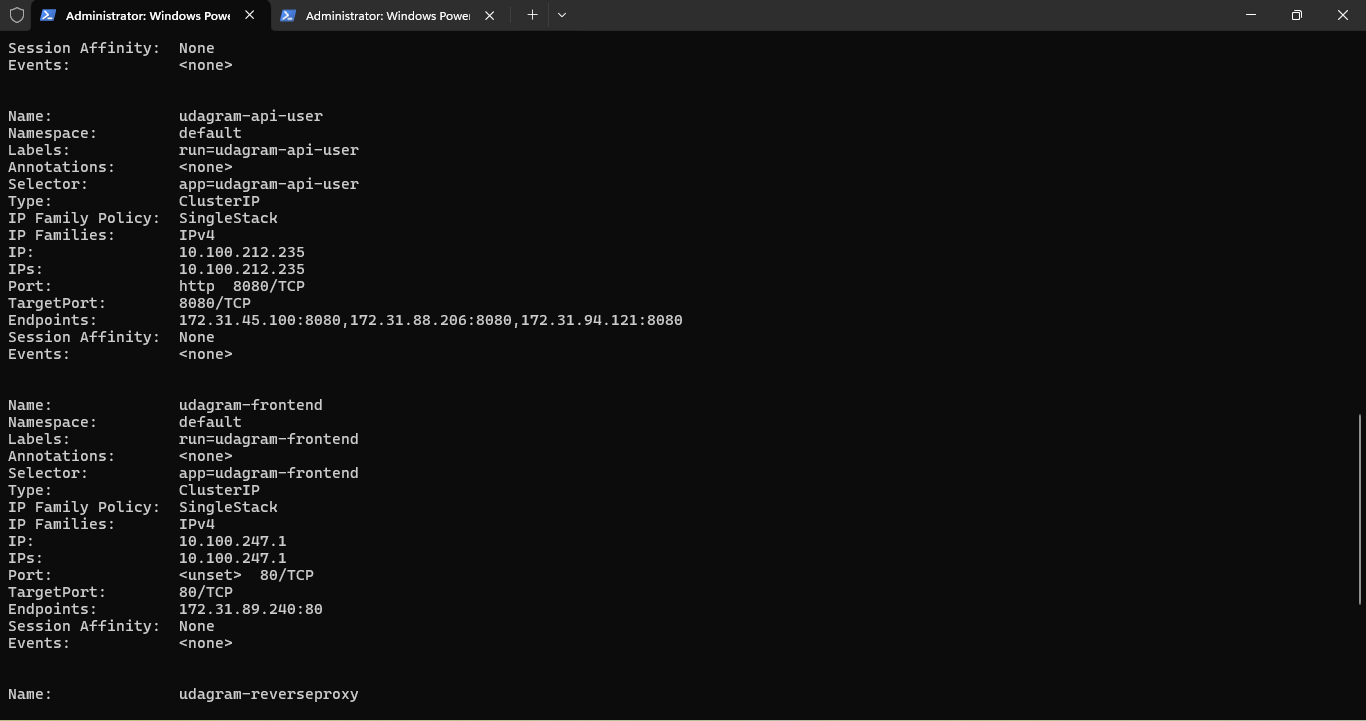 Administrator: Windows Powe
Administrator: Windows Power
Session Affinity:  None
Events:            <none>
Name:              udagram-api-user
Namespace:         default
Labels:            run=udagram-api-user
Annotations:       <none>
Selector:          app=udagram-api-user
Type:              ClusterIP
IP Family Policy:  SingleStack
IP Families:       IPv4
IP:                10.100.212.235
IPs:               10.100.212.235
Port:              http  8080/TCP
TargetPort:        8080/TCP
Endpoints:         172.31.45.100:8080,172.31.88.206:8080,172.31.94.121:8080
Session Affinity:  None
Events:            <none>
Name:              udagram-frontend
Namespace:         default
Labels:            run=udagram-frontend
Annotations:       <none>
Selector:          app=udagram-frontend
Type:              ClusterIP
IP Family Policy:  SingleStack
IP Families:       IPv4
IP:                10.100.247.1
IPs:               10.100.247.1
Port:              <unset>  80/TCP
TargetPort:        80/TCP
Endpoints:         172.31.89.240:80
Session Affinity:  None
Events:            <none>
Name:              udagram-reverseproxy